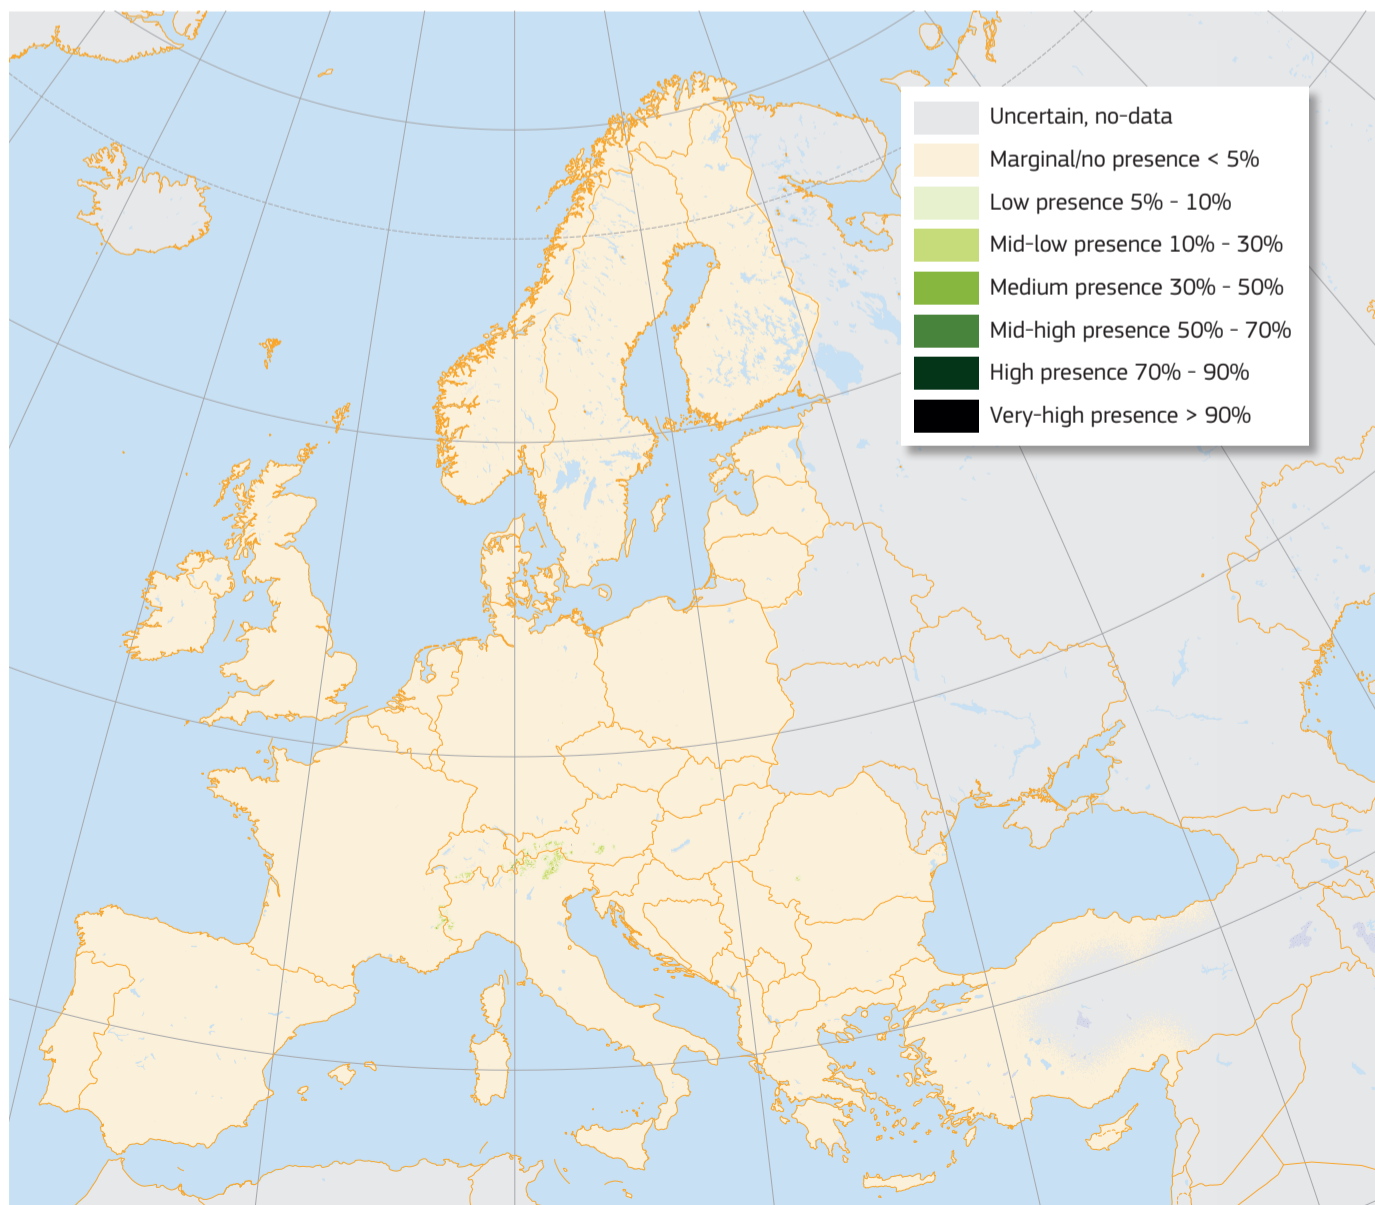 Uncertain, no-data
Marginal/no presence < 5%
Low presence 5% - 10%
Mid-low presence 10% - 30%
Medium presence 30% - 50%
Mid-high presence 50% - 70%
High presence 70% - 90%
Very-high presence > 90%